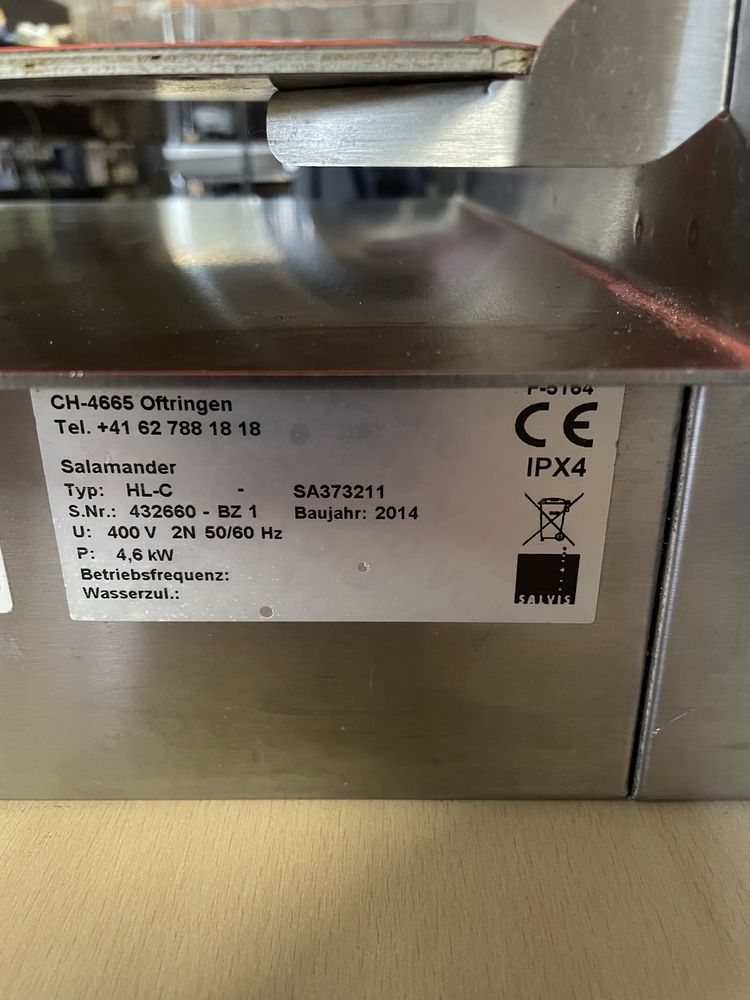 CH-4665 Oftringen
Tel. +41 62 788 18 18
Salamander
Typ: HL-C - SA373211
S.Nr.: 432660 - BZ 1 Baujahr: 2014
U: 400 V 2N 50/60 Hz
P: 4,6 kW
Betriebsfrequenz:
Wasserzul.:
F-5164
CE
IPX4
SALVIS